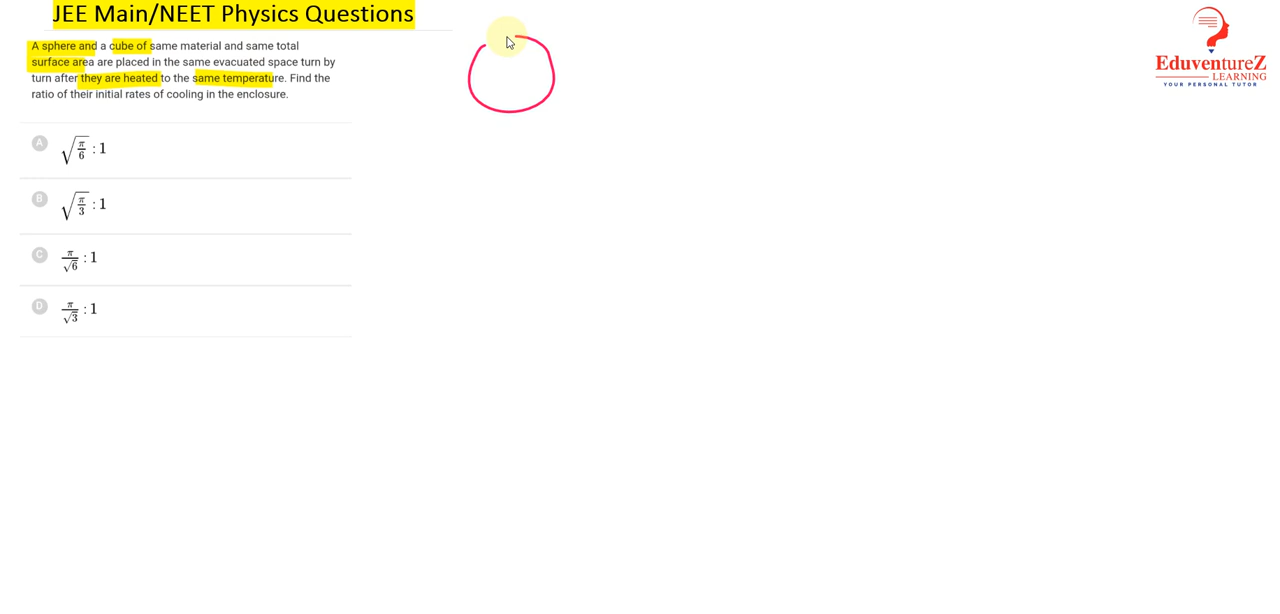 JEE Main/NEET Physics Questions
A sphere and a cube of same material and same total
surface area are placed in the same evacuated space turn by
turn after they are heated to the same temperature. Find the
ratio of their initial rates of cooling in the enclosure.
A √(π/6) : 1
B √(π/3) : 1
C π/√6 : 1
D π/√3 : 1
EduventureZ
LEARNING
YOUR PERSONAL TUTOR